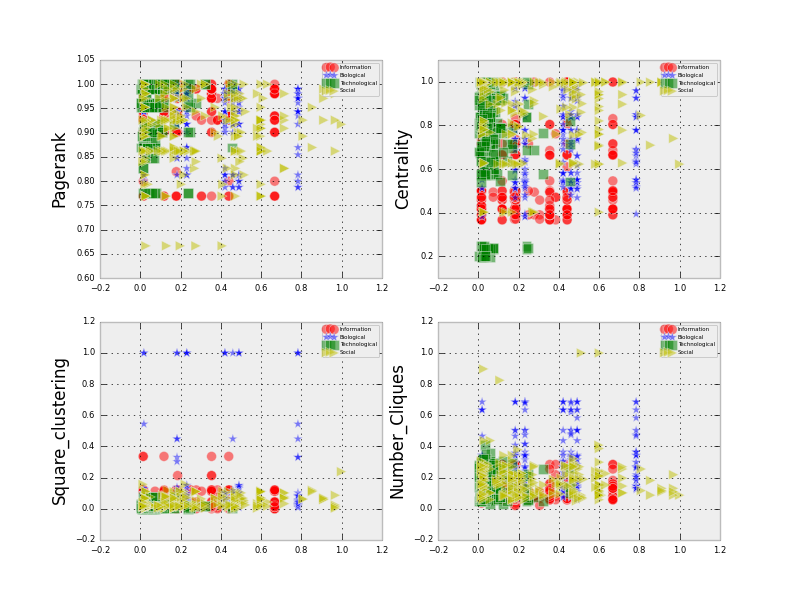 Pagerank
1.05
1.00
0.95
0.90
0.85
0.80
0.75
0.70
0.65
0.60
−0.2 0.0 0.2 0.4 0.6 0.8 1.0 1.2
Information
Biological
Technological
Social
Centrality
1.0
0.8
0.6
0.4
0.2
−0.2 0.0 0.2 0.4 0.6 0.8 1.0 1.2
Information
Biological
Technological
Social
Square_clustering
1.2
1.0
0.8
0.6
0.4
0.2
0.0
−0.2
−0.2 0.0 0.2 0.4 0.6 0.8 1.0 1.2
Information
Biological
Technological
Social
Number_Cliques
1.2
1.0
0.8
0.6
0.4
0.2
0.0
−0.2
−0.2 0.0 0.2 0.4 0.6 0.8 1.0 1.2
Information
Biological
Technological
Social